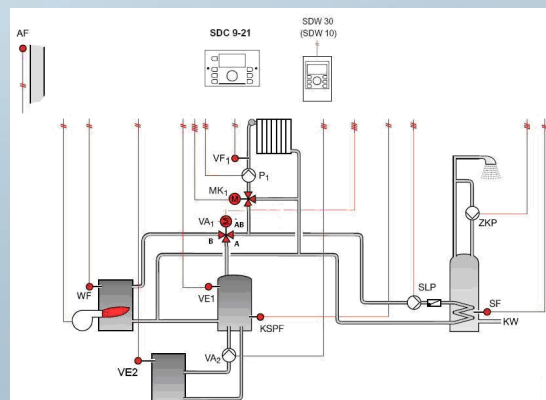 AF
SDC 9-21
SDW 30
(SDW 10)
VF1
P1
MK1
M
VA1
AB
B
A
ZKP
WF
VE1
KSPF
SLP
SF
KW
VE2
VA2